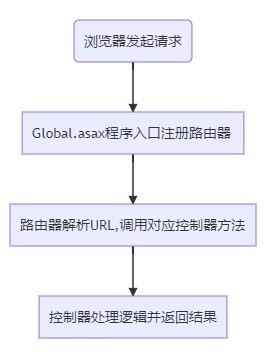 浏览器发起请求
Global.asax程序入口注册路由器
路由器解析URL,调用对应控制器方法
控制器处理逻辑并返回结果